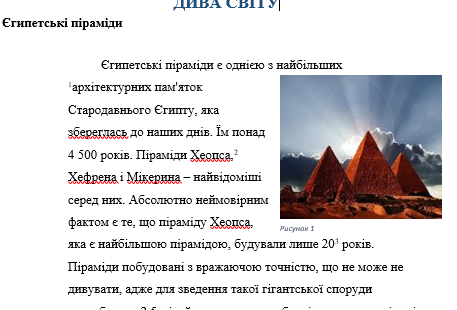 ДИВА СВІТУ
Єгипетські піраміди
Єгипетські піраміди є однією з найбільших
¹архітектурних пам'яток
Стародавнього Єгипту, яка
збереглась до наших днів. Їм понад
4 500 років. Піраміди Хеопса,²
Хефрена і Мікерина – найвідоміші
серед них. Абсолютно неймовірним
фактом є те, що піраміду Хеопса,
Рисунок 1
яка є найбільшою пірамідою, будували лише 20³ років.
Піраміди побудовані з вражаючою точністю, що не може не
дивувати, адже для зведення такої гігантської споруди